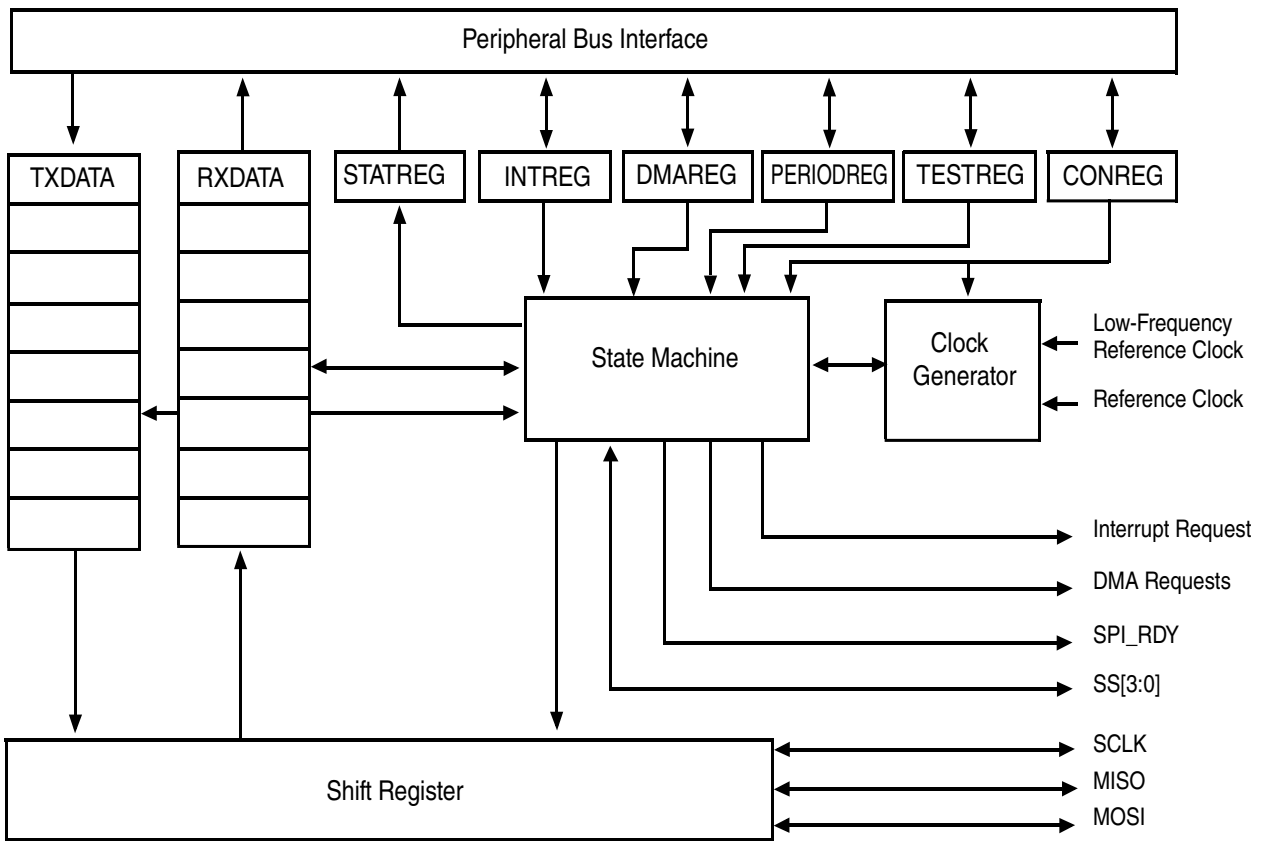 Peripheral Bus Interface
TXDATA
RXDATA
STATREG
INTREG
DMAREG
PERIODREG
TESTREG
CONREG
State Machine
Clock
Generator
Low-Frequency
Reference Clock
Reference Clock
Interrupt Request
DMA Requests
SPI_RDY
SS[3:0]
SCLK
MISO
MOSI
Shift Register